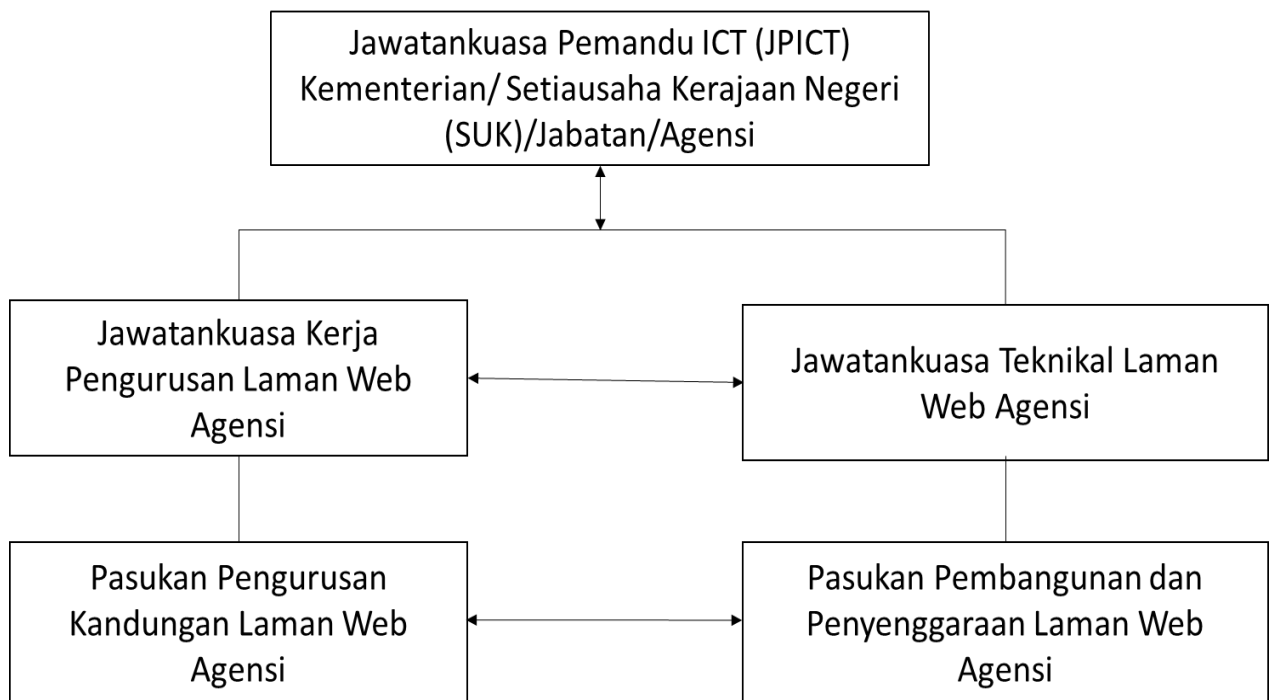 Jawatankuasa Pemandu ICT (JPICT)
Kementerian/ Setiausaha Kerajaan Negeri
(SUK)/Jabatan/Agensi
Jawatankuasa Kerja
Pengurusan Laman Web
Agensi
Jawatankuasa Teknikal Laman
Web Agensi
Pasukan Pengurusan
Kandungan Laman Web
Agensi
Pasukan Pembangunan dan
Penyenggaraan Laman Web
Agensi